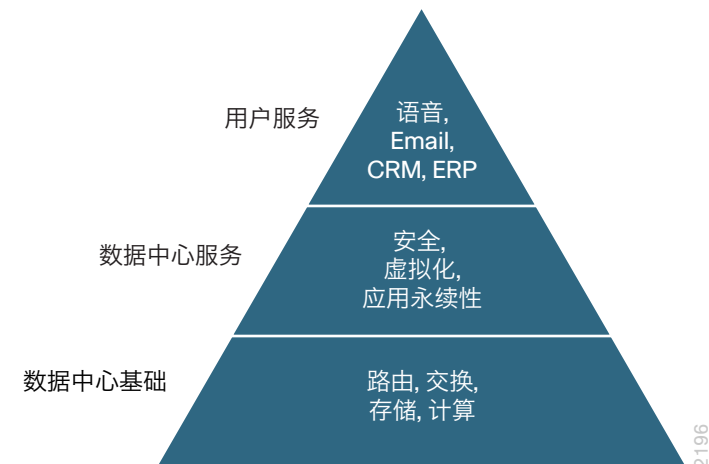 用户服务
语音,
Email,
CRM, ERP
数据中心服务
安全,
虚拟化,
应用永续性
数据中心基础
路由, 交换,
存储, 计算
2196